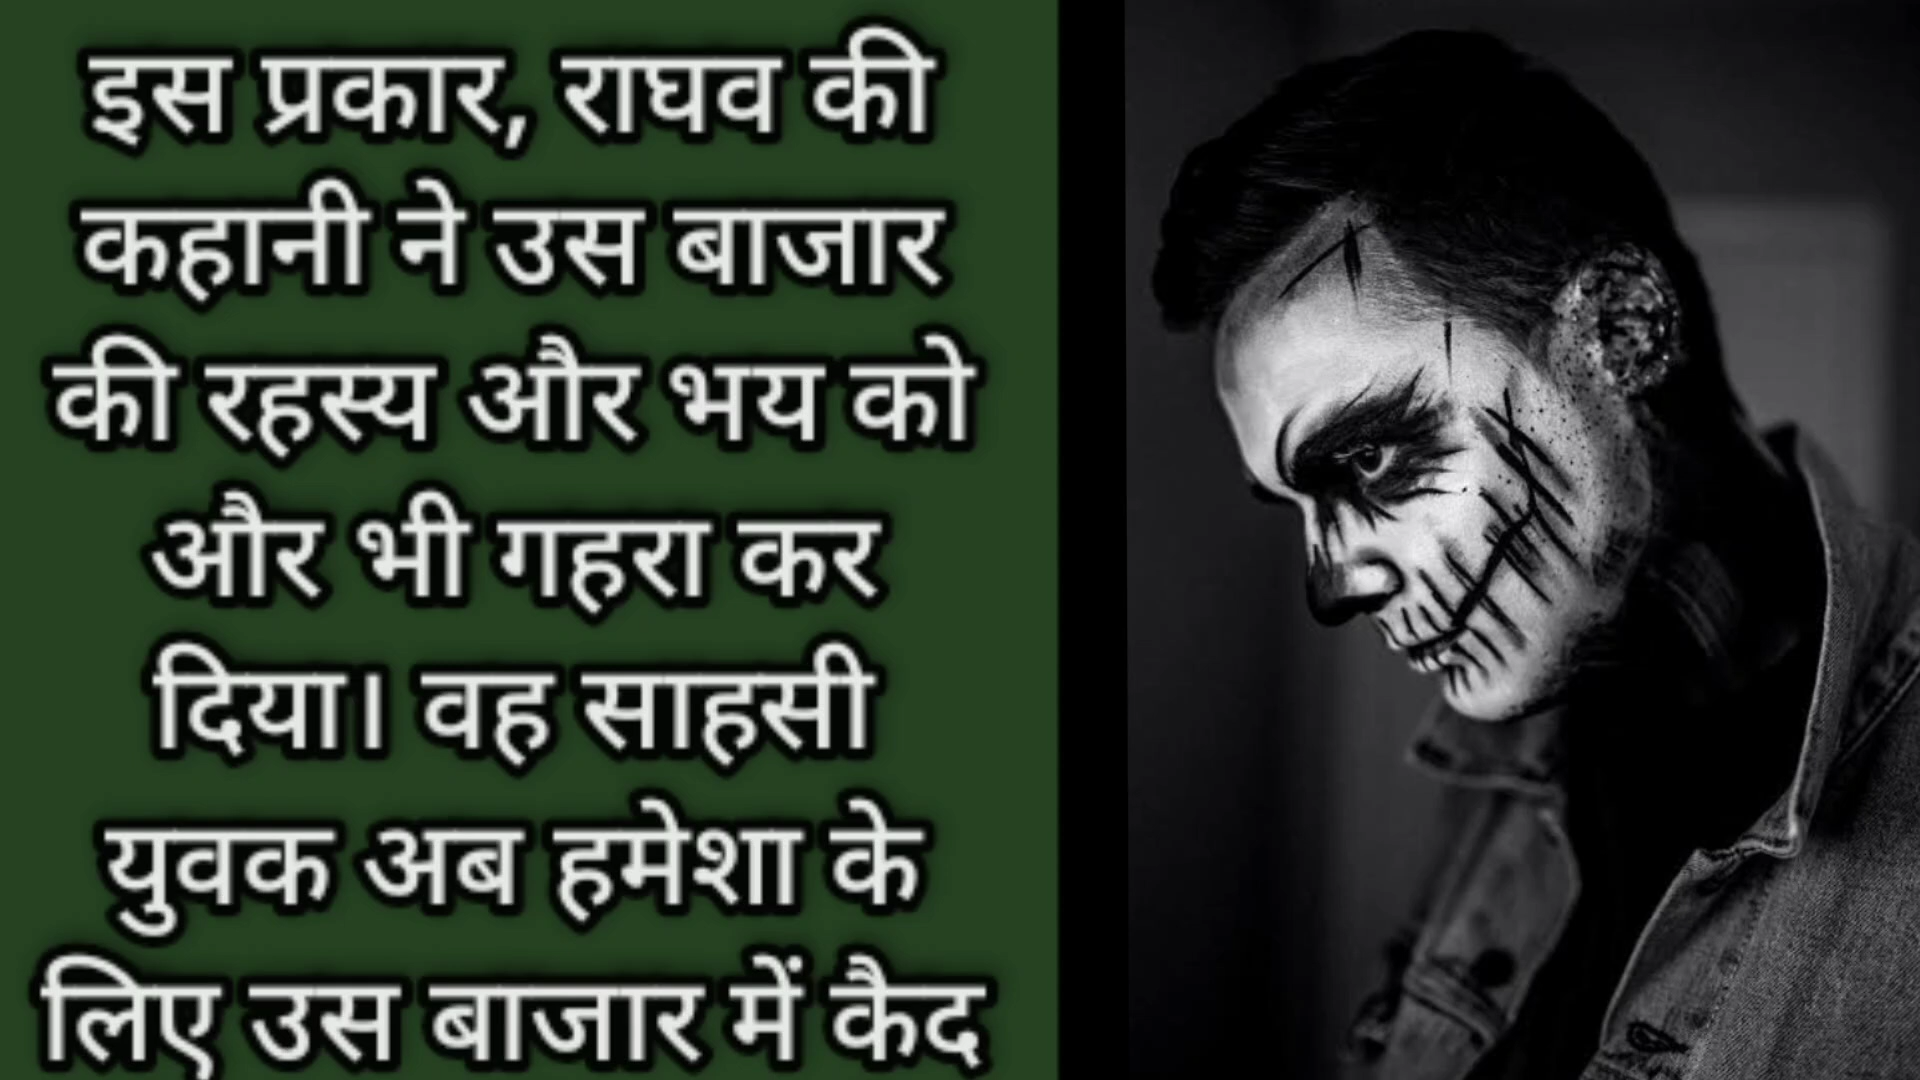 इस प्रकार, राघव की
कहानी ने उस बाजार
की रहस्य और भय को
और भी गहरा कर
दिया। वह साहसी
युवक अब हमेशा के
लिए उस बाजार में कैद